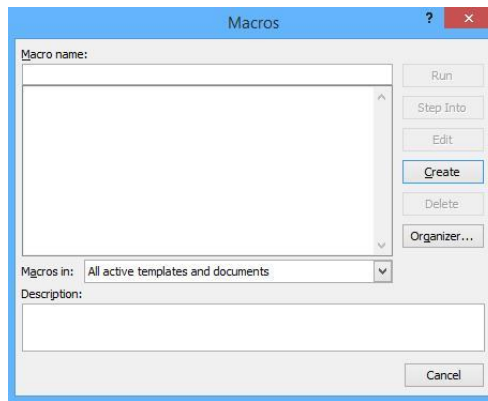 Macros
?
Macro name:
Run
Step Into
Edit
Create
Delete
Organizer...
Macros in: All active templates and documents
Description:
Cancel